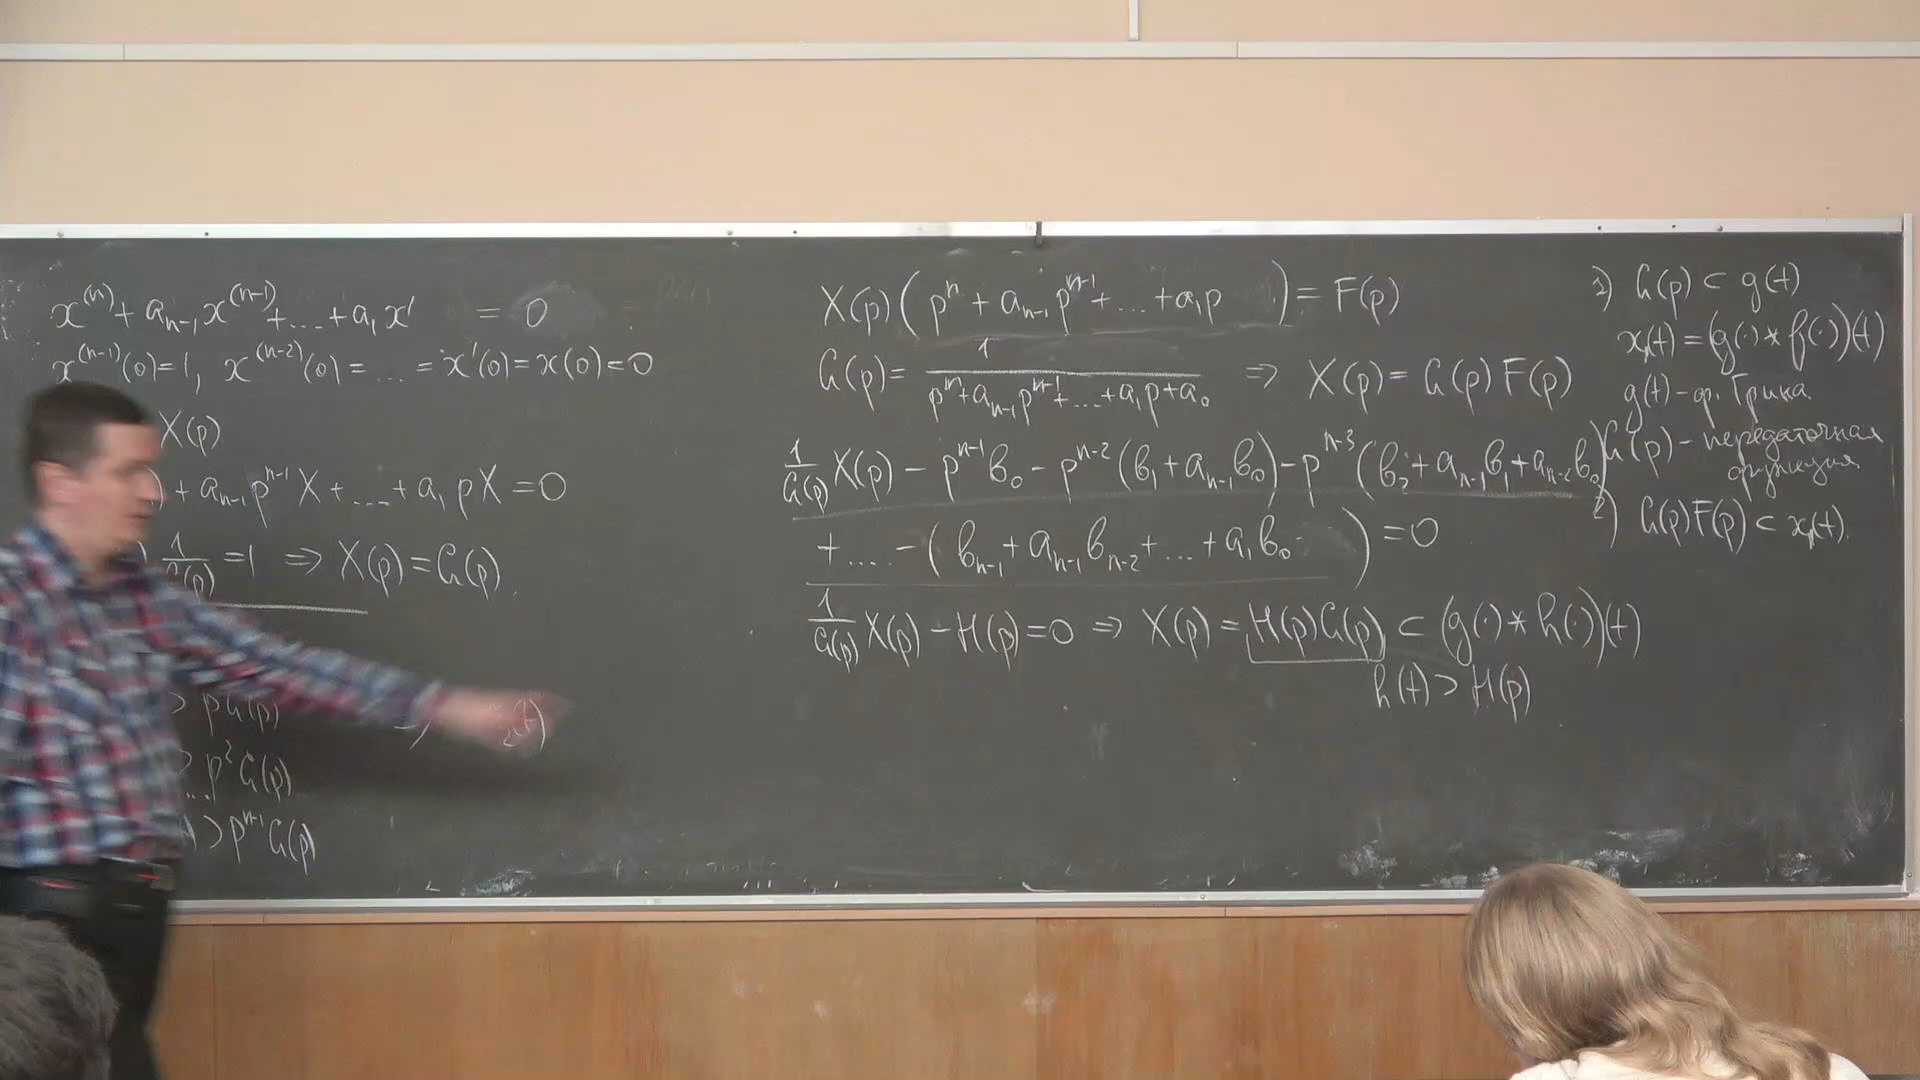 x^(n) + a_{n-1} x^(n-1) + ... + a_1 x' = 0
x^(n-1)(0) = 1, x^(n-2)(0) = ... = x'(0) = x(0) = 0
X(p)
+ a_{n-1} p^{n-1} X + .... + a_1 pX = 0
1/G(p) = 1 ⇒ X(p) = G(p).
⊃ pG(p)
⊃ p^2 G(p)
...
⊃ p^{n-1} G(p)
X(p) ( p^n + a_{n-1} p^{n-1} + ... + a_1 p ) = F(p)
G(p) = 1/(p^n + a_{n-1} p^{n-1} + ... + a_1 p + a_0) ⇒ X(p) = G(p) F(p)
1/G(p) X(p) - p^{n-1} b_0 - p^{n-2} (b_1 + a_{n-1} b_0) - p^{n-3} (b_2 + a_{n-1} b_1 + a_{n-2} b_0)
+ .... - ( b_{n-1} + a_{n-1} b_{n-2} + ... + a_1 b_0 ) = 0
1/G(p) X(p) - H(p) = 0 ⇒ X(p) = H(p)G(p) ⊂ (g(·) * h(·))(t)
h(t) ⊃ H(p)
1) G(p) ⊂ g(t)
x_1(t) = (g(·) * f(·))(t)
g(t) - ф. Грина.
G(p) - передаточная
функция
2) G(p)F(p) ⊂ x_1(t).